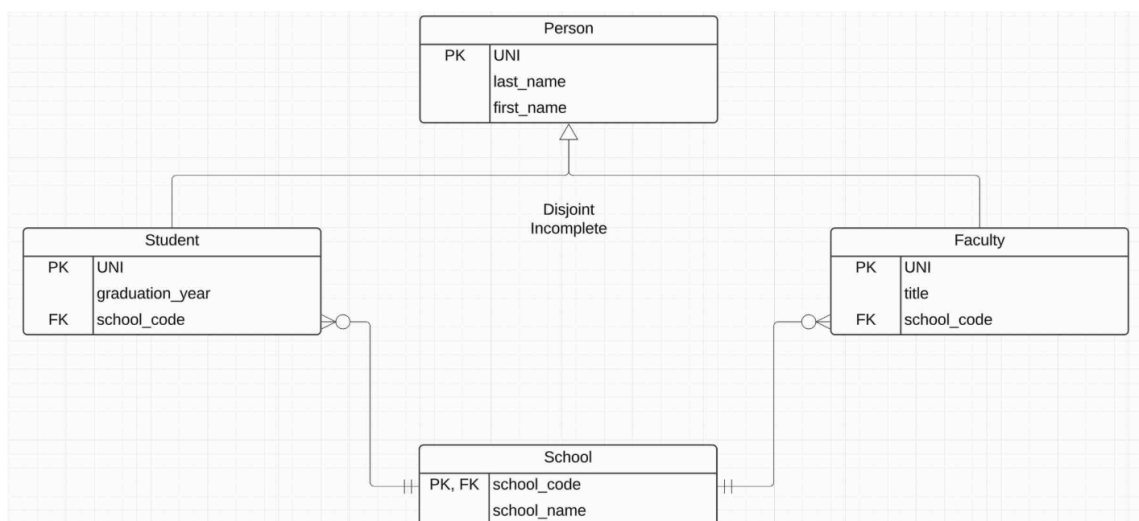 Person
PK UNI
last_name
first_name
Disjoint
Incomplete
Student
PK UNI
graduation_year
FK school_code
Faculty
PK UNI
title
FK school_code
School
PK, FK school_code
school_name